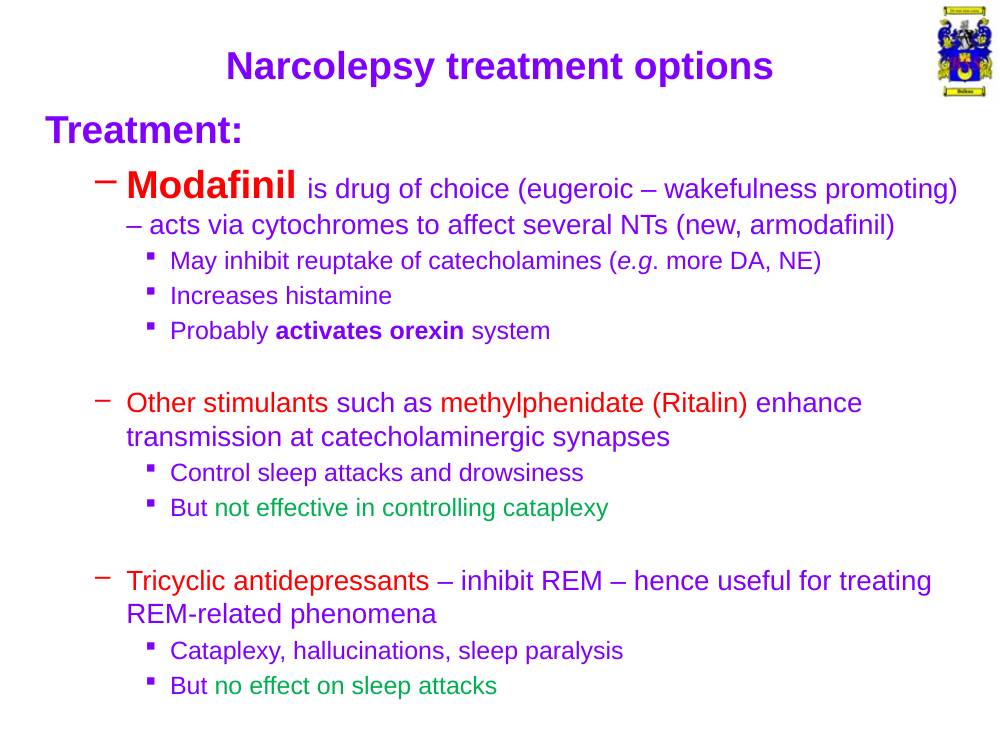 Narcolepsy treatment options
Treatment:
– Modafinil is drug of choice (eugeroic – wakefulness promoting)
– acts via cytochromes to affect several NTs (new, armodafinil)
▪ May inhibit reuptake of catecholamines (e.g. more DA, NE)
▪ Increases histamine
▪ Probably activates orexin system
– Other stimulants such as methylphenidate (Ritalin) enhance
transmission at catecholaminergic synapses
▪ Control sleep attacks and drowsiness
▪ But not effective in controlling cataplexy
– Tricyclic antidepressants – inhibit REM – hence useful for treating
REM-related phenomena
▪ Cataplexy, hallucinations, sleep paralysis
▪ But no effect on sleep attacks